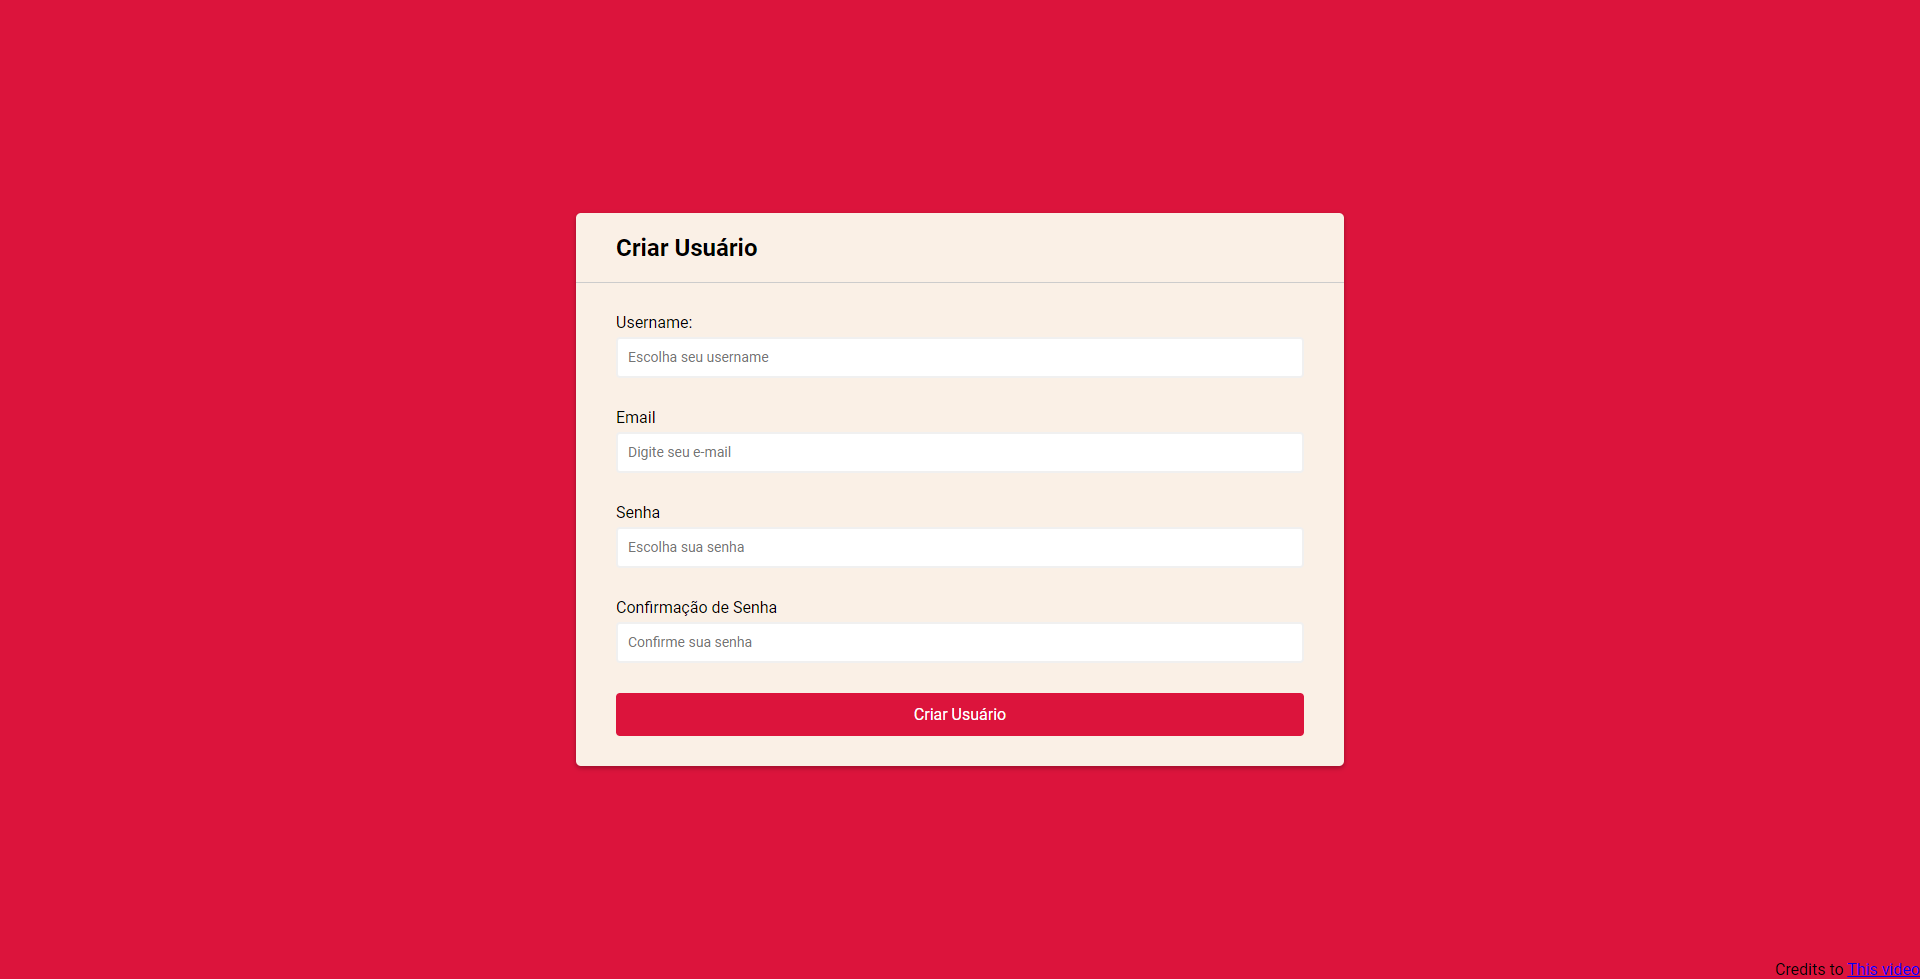 Criar Usuário
Username:
Escolha seu username
Email
Digite seu e-mail
Senha
Escolha sua senha
Confirmação de Senha
Confirme sua senha
Criar Usuário
Credits to This video